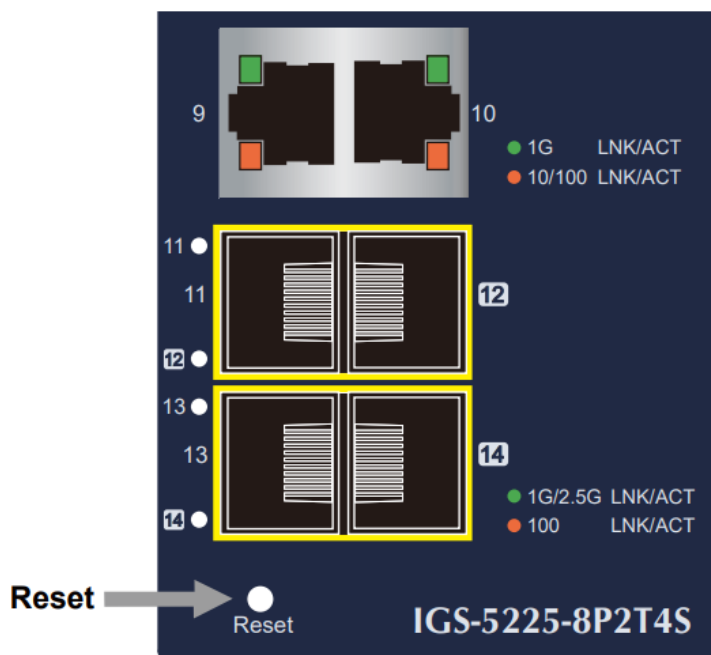 9
10
1G LNK/ACT
10/100 LNK/ACT
11
11
12
12
13
13
14
14
1G/2.5G LNK/ACT
100 LNK/ACT
Reset
Reset
IGS-5225-8P2T4S